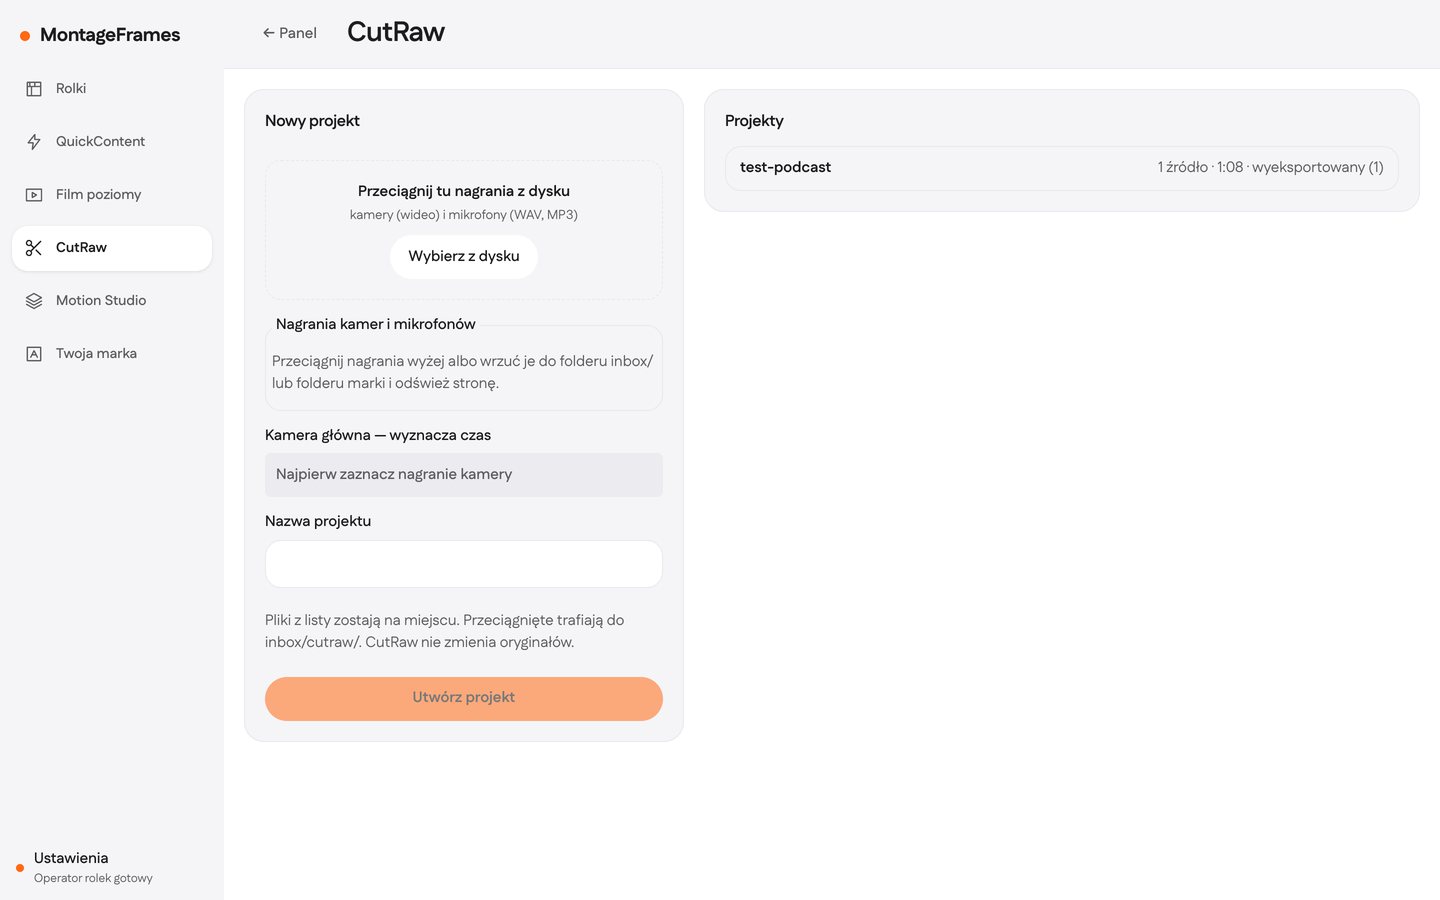 MontageFrames
Rolki
QuickContent
Film poziomy
CutRaw
Motion Studio
Twoja marka
Ustawienia
Operator rolek gotowy
← Panel
CutRaw
Nowy projekt
Przeciągnij tu nagrania z dysku
kamery (wideo) i mikrofony (WAV, MP3)
Wybierz z dysku
Nagrania kamer i mikrofonów
Przeciągnij nagrania wyżej albo wrzuć je do folderu inbox/
lub folderu marki i odśwież stronę.
Kamera główna — wyznacza czas
Najpierw zaznacz nagranie kamery
Nazwa projektu
Pliki z listy zostają na miejscu. Przeciągnięte trafiają do
inbox/cutraw/. CutRaw nie zmienia oryginałów.
Utwórz projekt
Projekty
test-podcast
1 źródło · 1:08 · wyeksportowany (1)